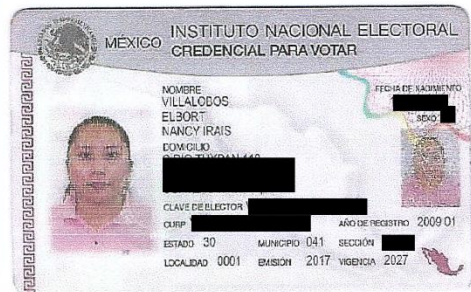 MÉXICO INSTITUTO NACIONAL ELECTORAL
CREDENCIAL PARA VOTAR
NOMBRE
VILLALOBOS
ELBORT
NANCY IRAIS
FECHA DE NACIMIENTO
SEXO
DOMICILIO
CLAVE DE ELECTOR
CURP
AÑO DE REGISTRO 2009 01
ESTADO 30 MUNICIPIO 041 SECCIÓN
LOCALIDAD 0001 EMISIÓN 2017 VIGENCIA 2027